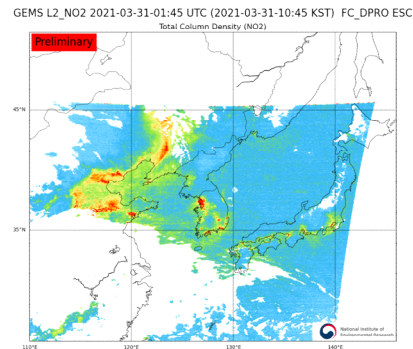 GEMS L2_NO2 2021-03-31-01:45 UTC (2021-03-31-10:45 KST)  FC_DPRO ESC
Total Column Density (NO2)
Preliminary
45°N
35°N
National Institute of
Environmental Research
110°E
120°E
130°E
140°E